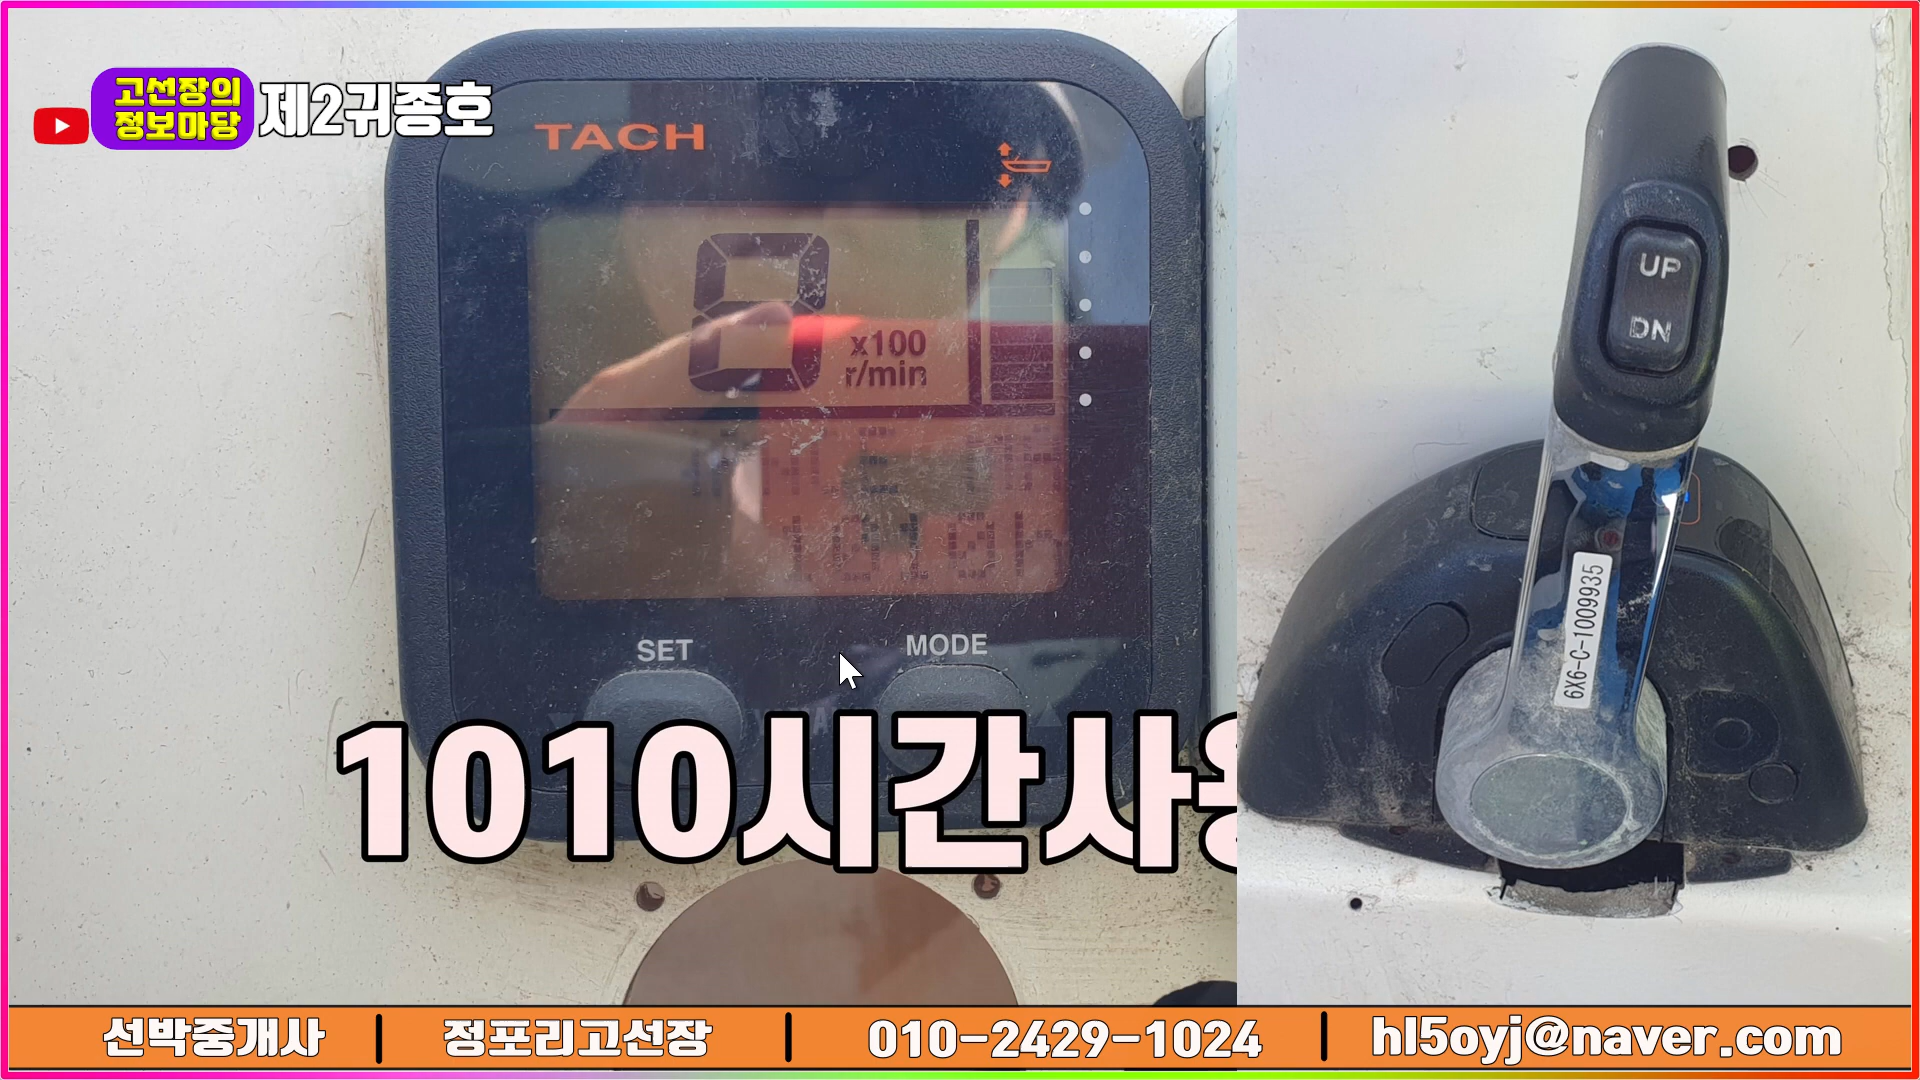 고선장의
정보마당
제2귀종호
TACH
8
x100
r/min
SET
MODE
1010시간사용
UP
DN
6X6-C-1009935
선박중개사
정포리고선장
010-2429-1024
hl5oyj@naver.com